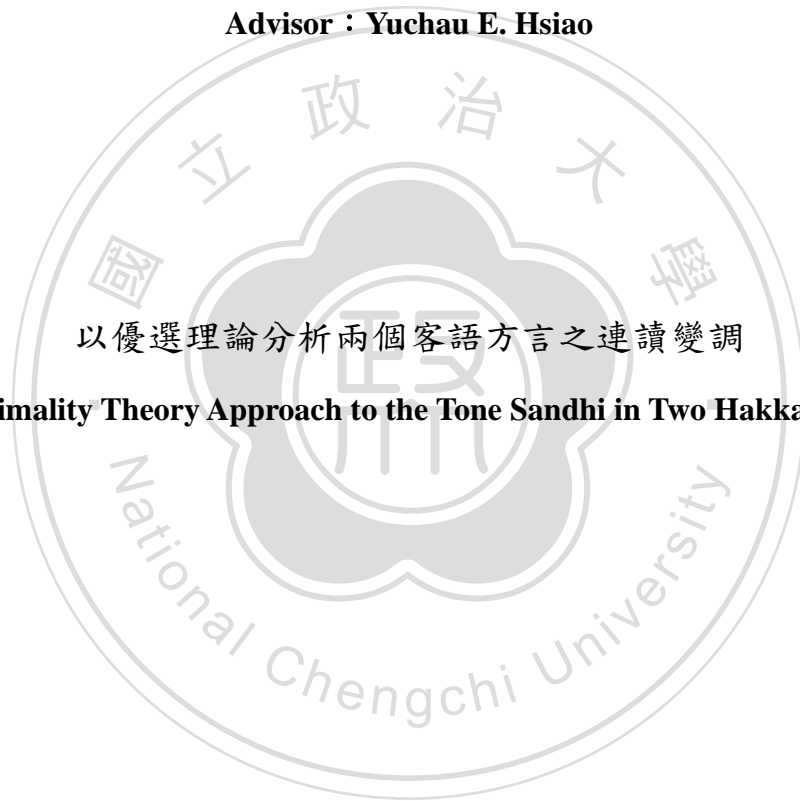 Advisor：Yuchau E. Hsiao
國立政治大學
以優選理論分析兩個客語方言之連讀變調
imality Theory Approach to the Tone Sandhi in Two Hakka
政大
National Chengchi University